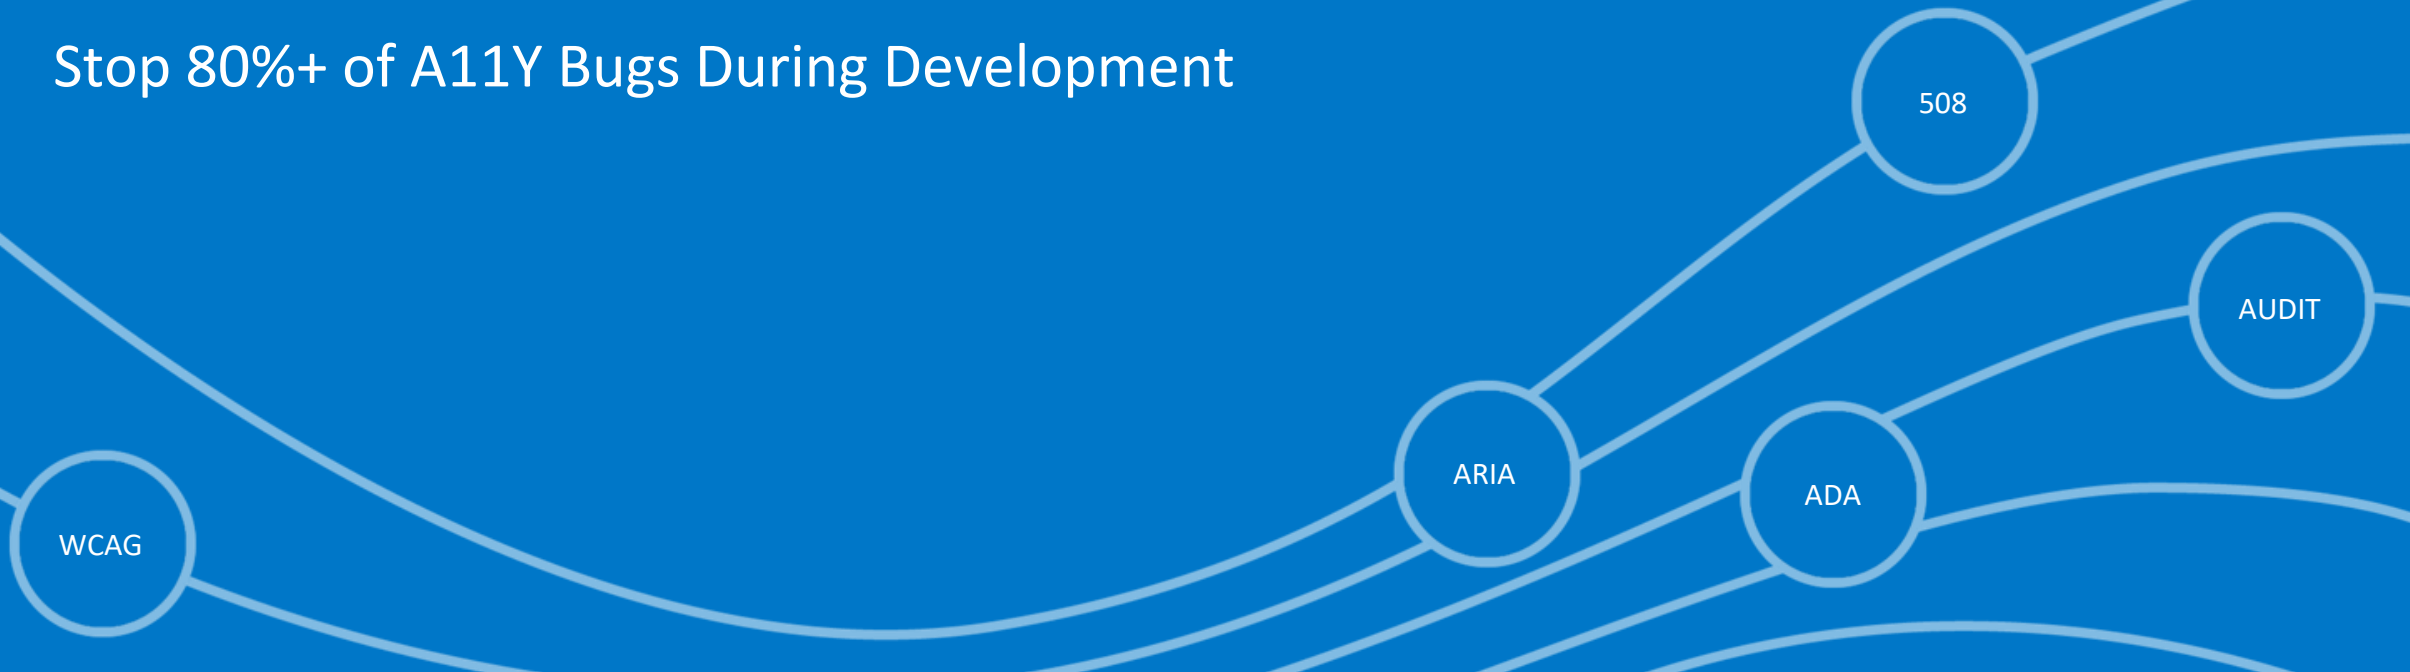 Stop 80%+ of A11Y Bugs During Development
508
AUDIT
ARIA
ADA
WCAG